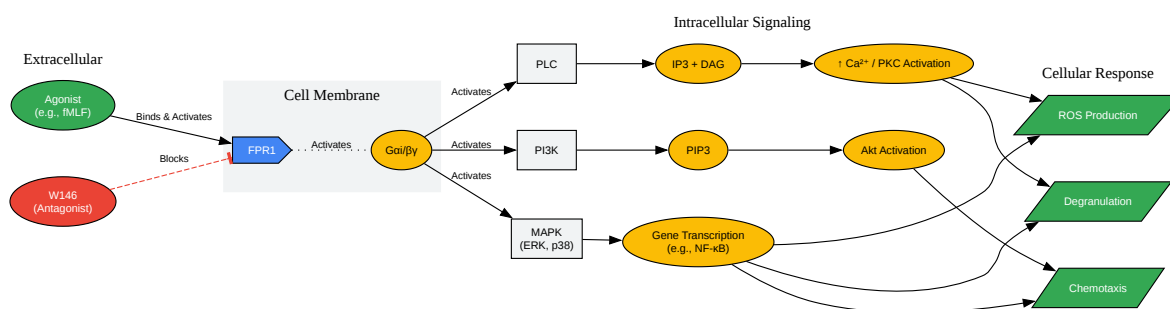 Intracellular Signaling
Extracellular
Cellular Response
Cell Membrane
Agonist
(e.g., fMLF)
Binds & Activates
FPR1
Activates
Gαi/βγ
Blocks
W146
(Antagonist)
Activates
PLC
IP3 + DAG
↑ Ca²⁺ / PKC Activation
ROS Production
Activates
PI3K
PIP3
Akt Activation
Degranulation
Activates
MAPK
(ERK, p38)
Gene Transcription
(e.g., NF-κB)
Chemotaxis